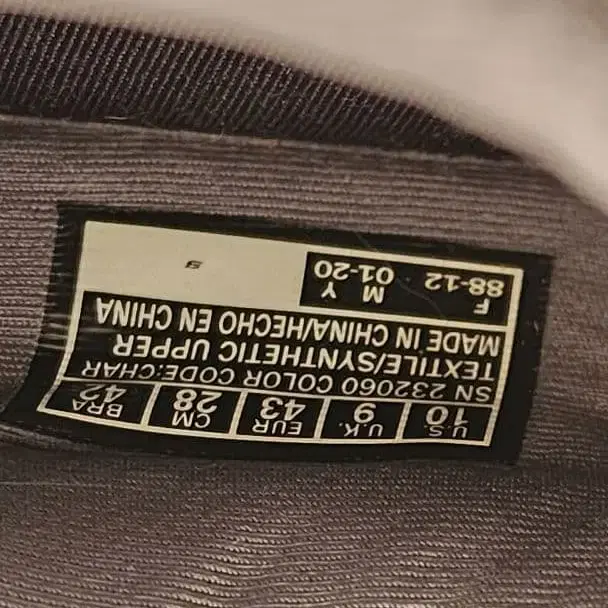 U.S. U.K. EUR CM BRA
10 9 43 28 42
SN 232060 COLOR CODE:CHAR
TEXTILE/SYNTHETIC UPPER
MADE IN CHINA/HECHO EN CHINA
F M Y
88-12 01-20
S